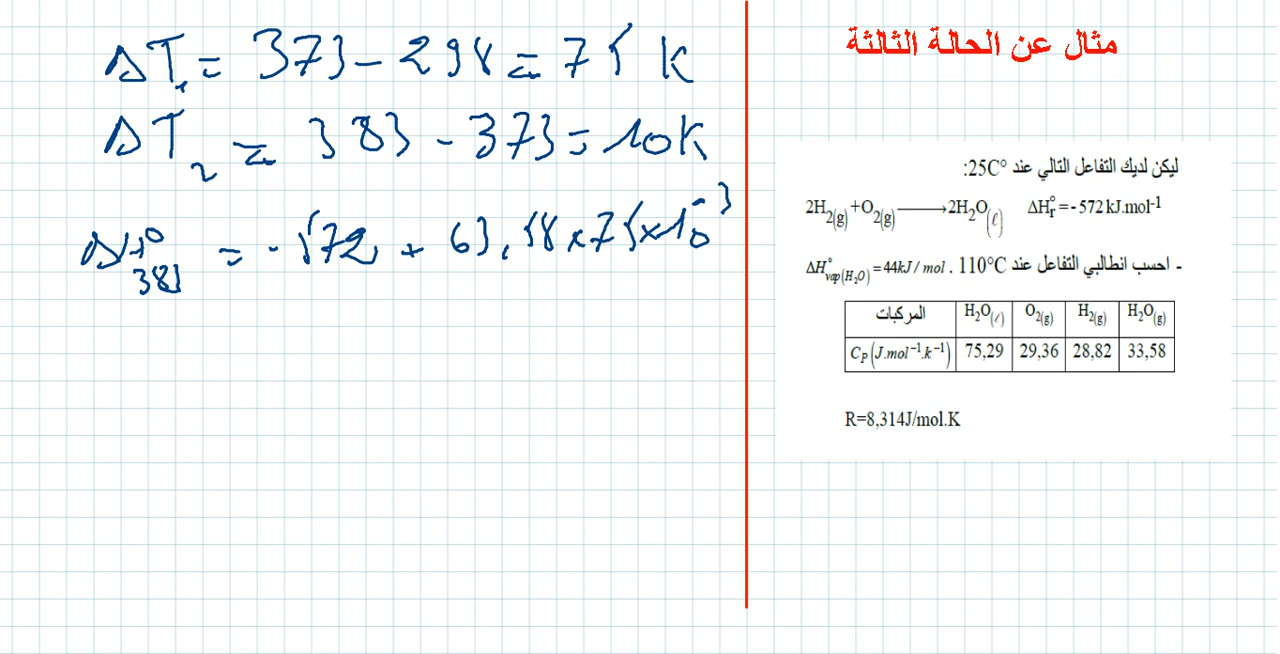 ΔT₁ = 373 - 298 = 75 K
ΔT₂ = 383 - 373 = 10K
ΔH°₃₈₃ = -572 + 63,58 x 75 x 10⁻³
مثال عن الحالة الثالثة
ليكن لديك التفاعل التالي عند 25C°:
2H₂(g)+O₂(g) ⟶ 2H₂O(ℓ) ΔH°r =-572 kJ.mol⁻¹
- احسب انطالبي التفاعل عند 110°C . ΔH°vap(H₂O) =44kJ / mol
المركبات H₂O(ℓ) O₂(g) H₂(g) H₂O(g)
C_P (J.mol⁻¹.k⁻¹) 75,29 29,36 28,82 33,58
R=8,314J/mol.K